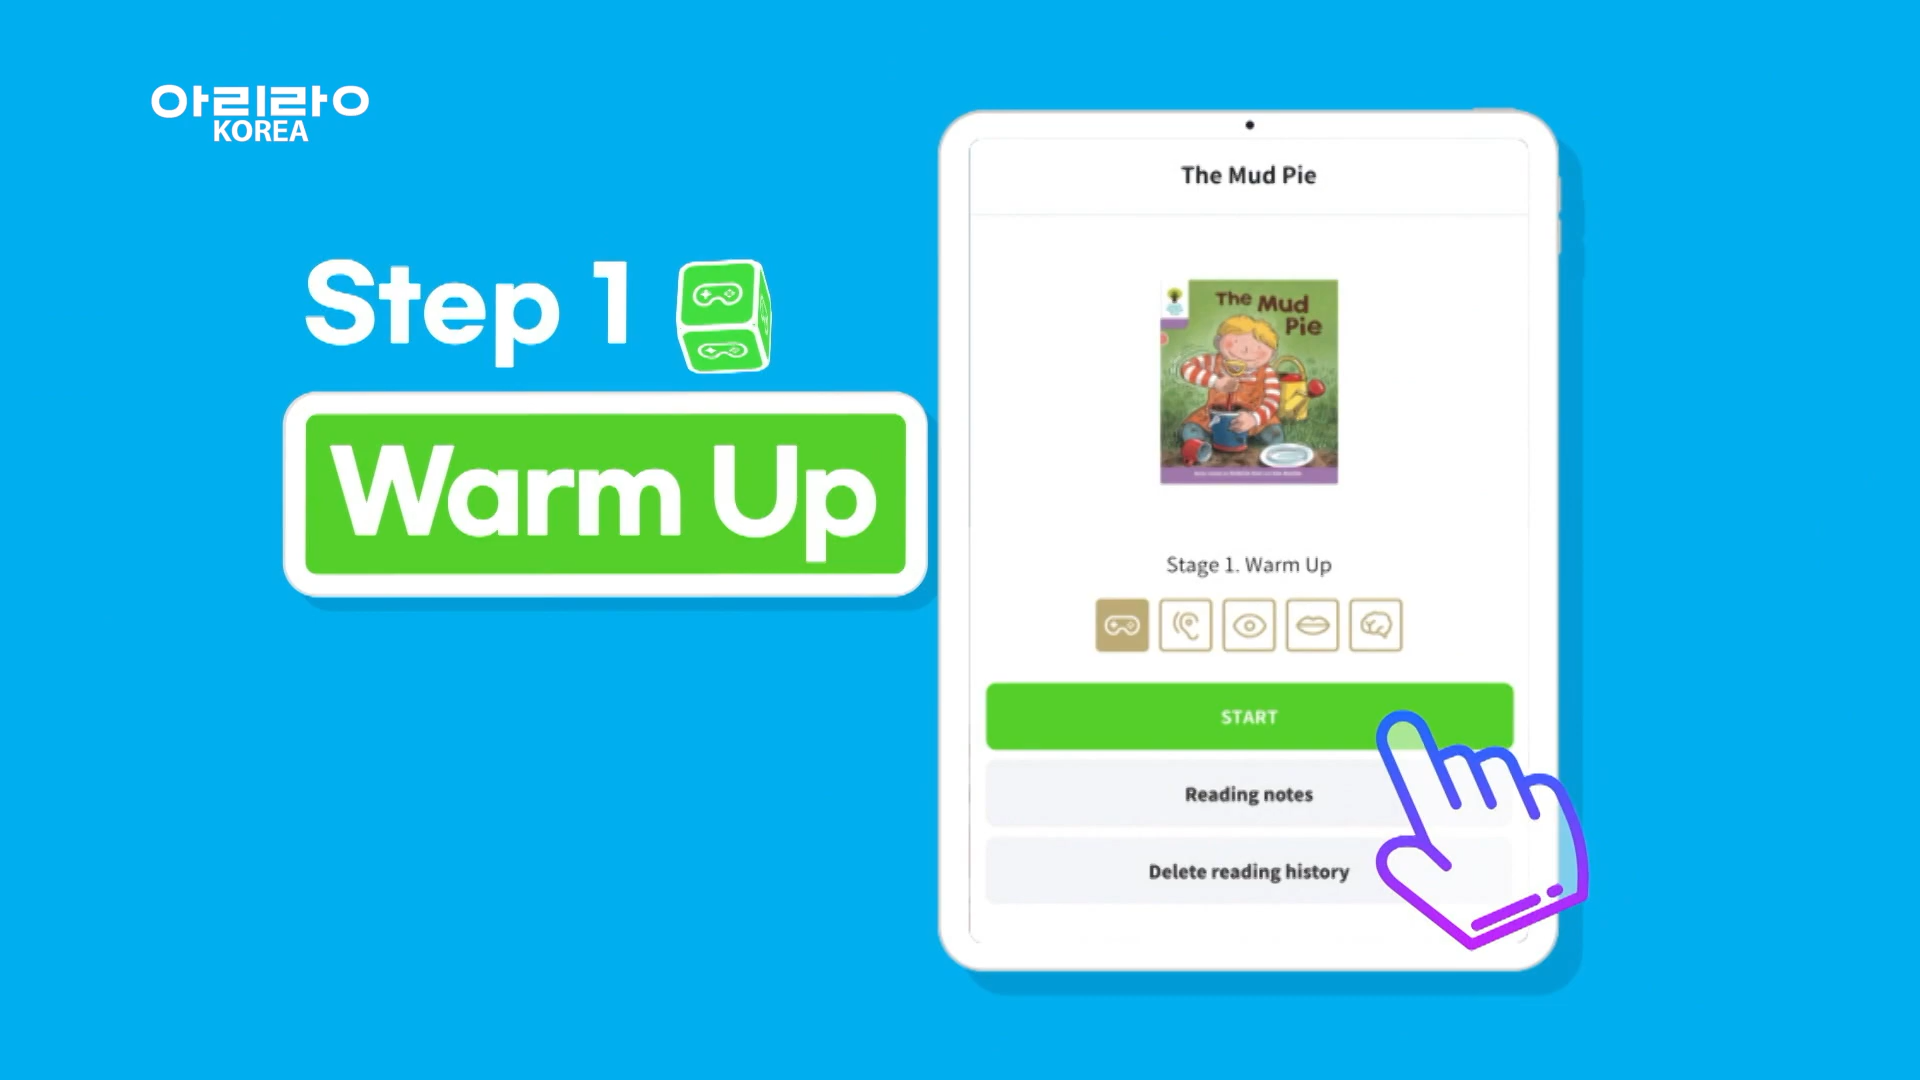 아리랑
KOREA
Step 1
Warm Up
The Mud Pie
The Mud
Pie
Stage 1. Warm Up
START
Reading notes
Delete reading history